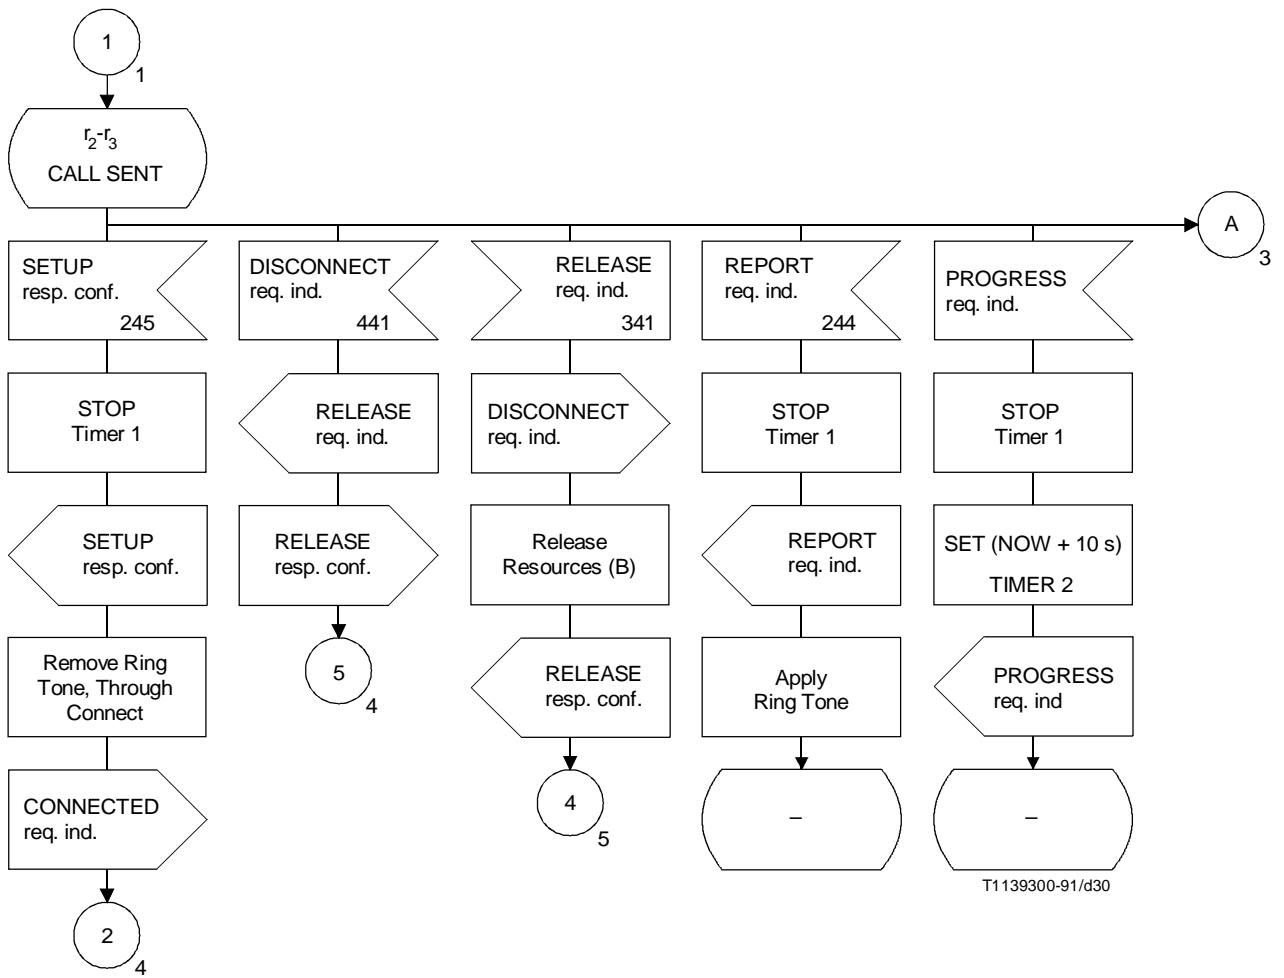 1
1
r2-r3
CALL SENT
A
3
SETUP
resp. conf.
245
DISCONNECT
req. ind.
441
RELEASE
req. ind.
341
REPORT
req. ind.
244
PROGRESS
req. ind.
STOP
Timer 1
RELEASE
req. ind.
DISCONNECT
req. ind.
STOP
Timer 1
STOP
Timer 1
SETUP
resp. conf.
RELEASE
resp. conf.
Release
Resources (B)
REPORT
req. ind.
SET (NOW + 10 s)
TIMER 2
Remove Ring
Tone, Through
Connect
5
4
RELEASE
resp. conf.
Apply
Ring Tone
PROGRESS
req. ind
CONNECTED
req. ind.
4
5
–
–
T1139300-91/d30
2
4